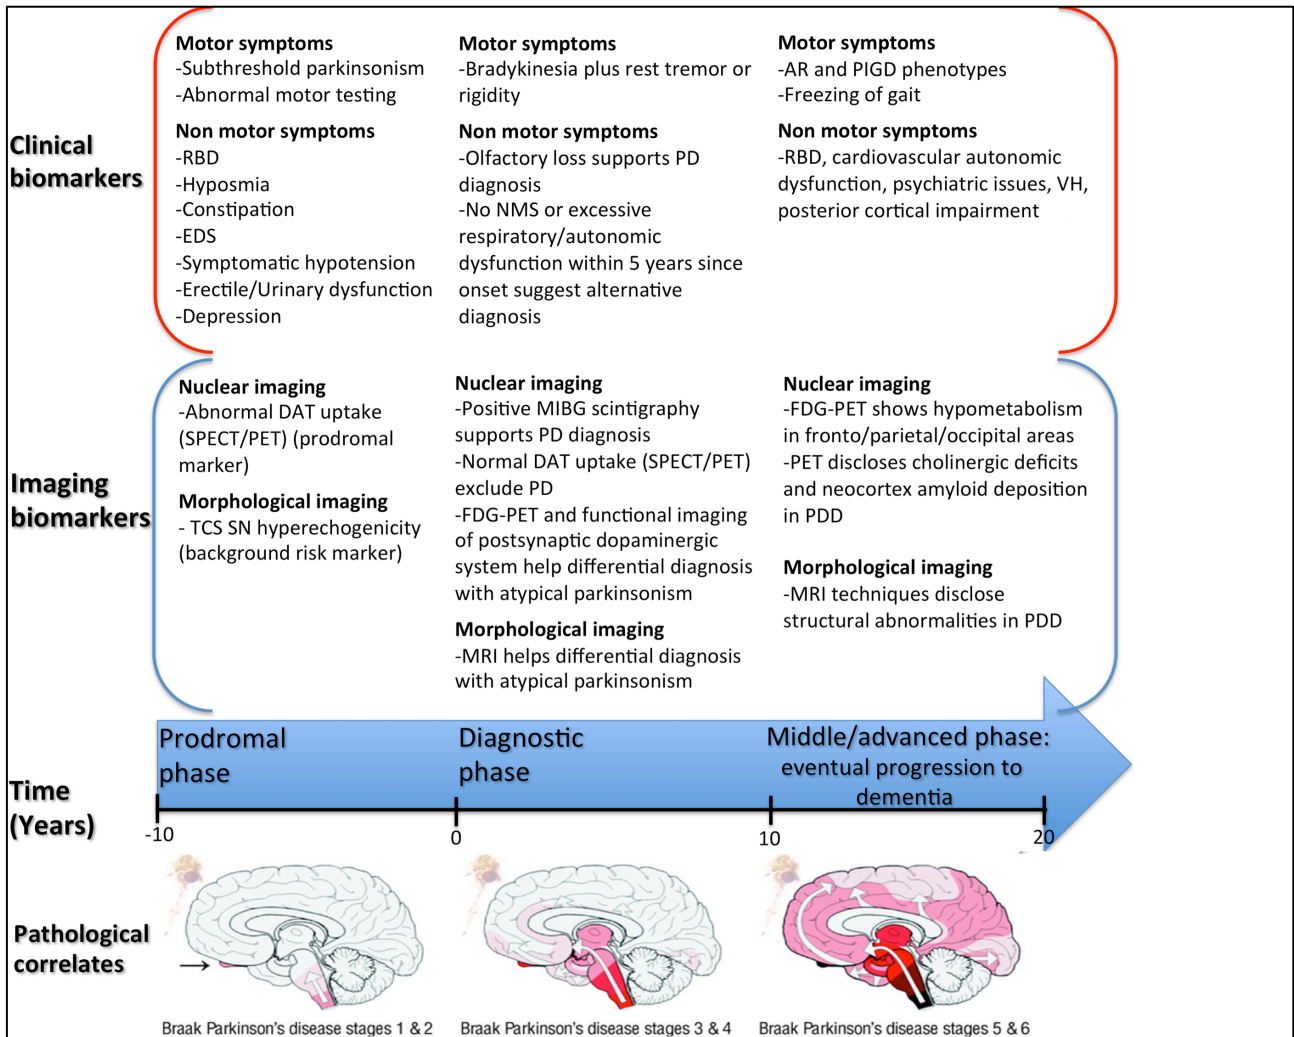 Clinical
biomarkers
Motor symptoms
-Subthreshold parkinsonism
-Abnormal motor testing
Non motor symptoms
-RBD
-Hyposmia
-Constipation
-EDS
-Symptomatic hypotension
-Erectile/Urinary dysfunction
-Depression
Motor symptoms
-Bradykinesia plus rest tremor or
rigidity
Non motor symptoms
-Olfactory loss supports PD
diagnosis
-No NMS or excessive
respiratory/autonomic
dysfunction within 5 years since
onset suggest alternative
diagnosis
Motor symptoms
-AR and PIGD phenotypes
-Freezing of gait
Non motor symptoms
-RBD, cardiovascular autonomic
dysfunction, psychiatric issues, VH,
posterior cortical impairment
Imaging
biomarkers
Nuclear imaging
-Abnormal DAT uptake
(SPECT/PET) (prodromal
marker)
Morphological imaging
- TCS SN hyperechogenicity
(background risk marker)
Nuclear imaging
-Positive MIBG scintigraphy
supports PD diagnosis
-Normal DAT uptake (SPECT/PET)
exclude PD
-FDG-PET and functional imaging
of postsynaptic dopaminergic
system help differential diagnosis
with atypical parkinsonism
Morphological imaging
-MRI helps differential diagnosis
with atypical parkinsonism
Nuclear imaging
-FDG-PET shows hypometabolism
in fronto/parietal/occipital areas
-PET discloses cholinergic deficits
and neocortex amyloid deposition
in PDD
Morphological imaging
-MRI techniques disclose
structural abnormalities in PDD
Time
(Years)
Prodromal
phase
Diagnostic
phase
Middle/advanced phase:
eventual progression to
dementia
-10
0
10
20
Pathological
correlates
Braak Parkinson's disease stages 1 & 2
Braak Parkinson's disease stages 3 & 4
Braak Parkinson's disease stages 5 & 6